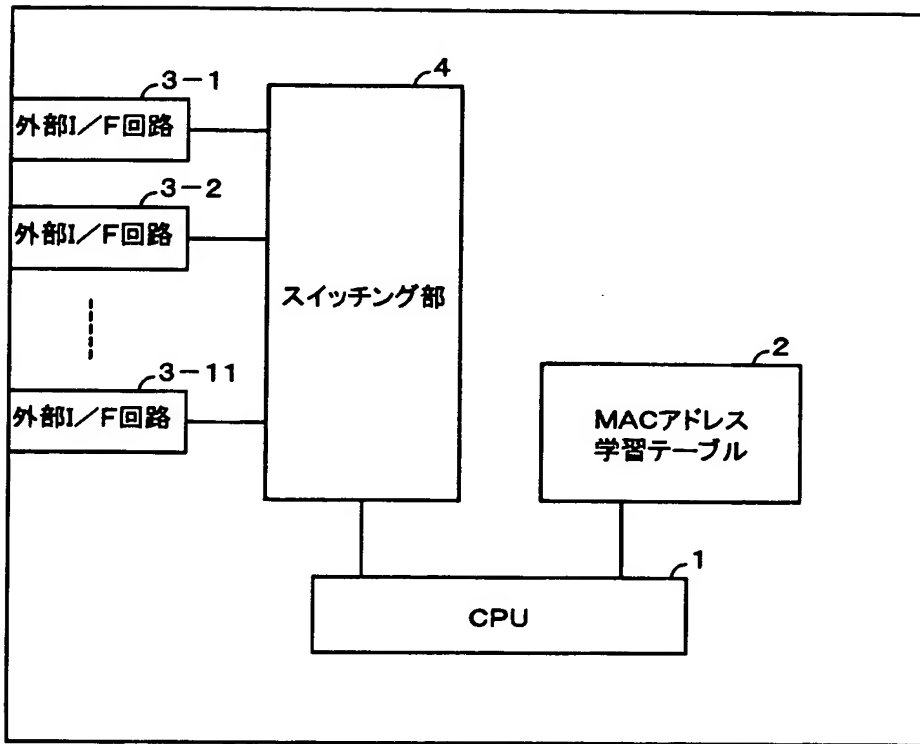 3-1
外部I/F回路
3-2
外部I/F回路
3-11
外部I/F回路
4
スイッチング部
2
MACアドレス
学習テーブル
1
CPU